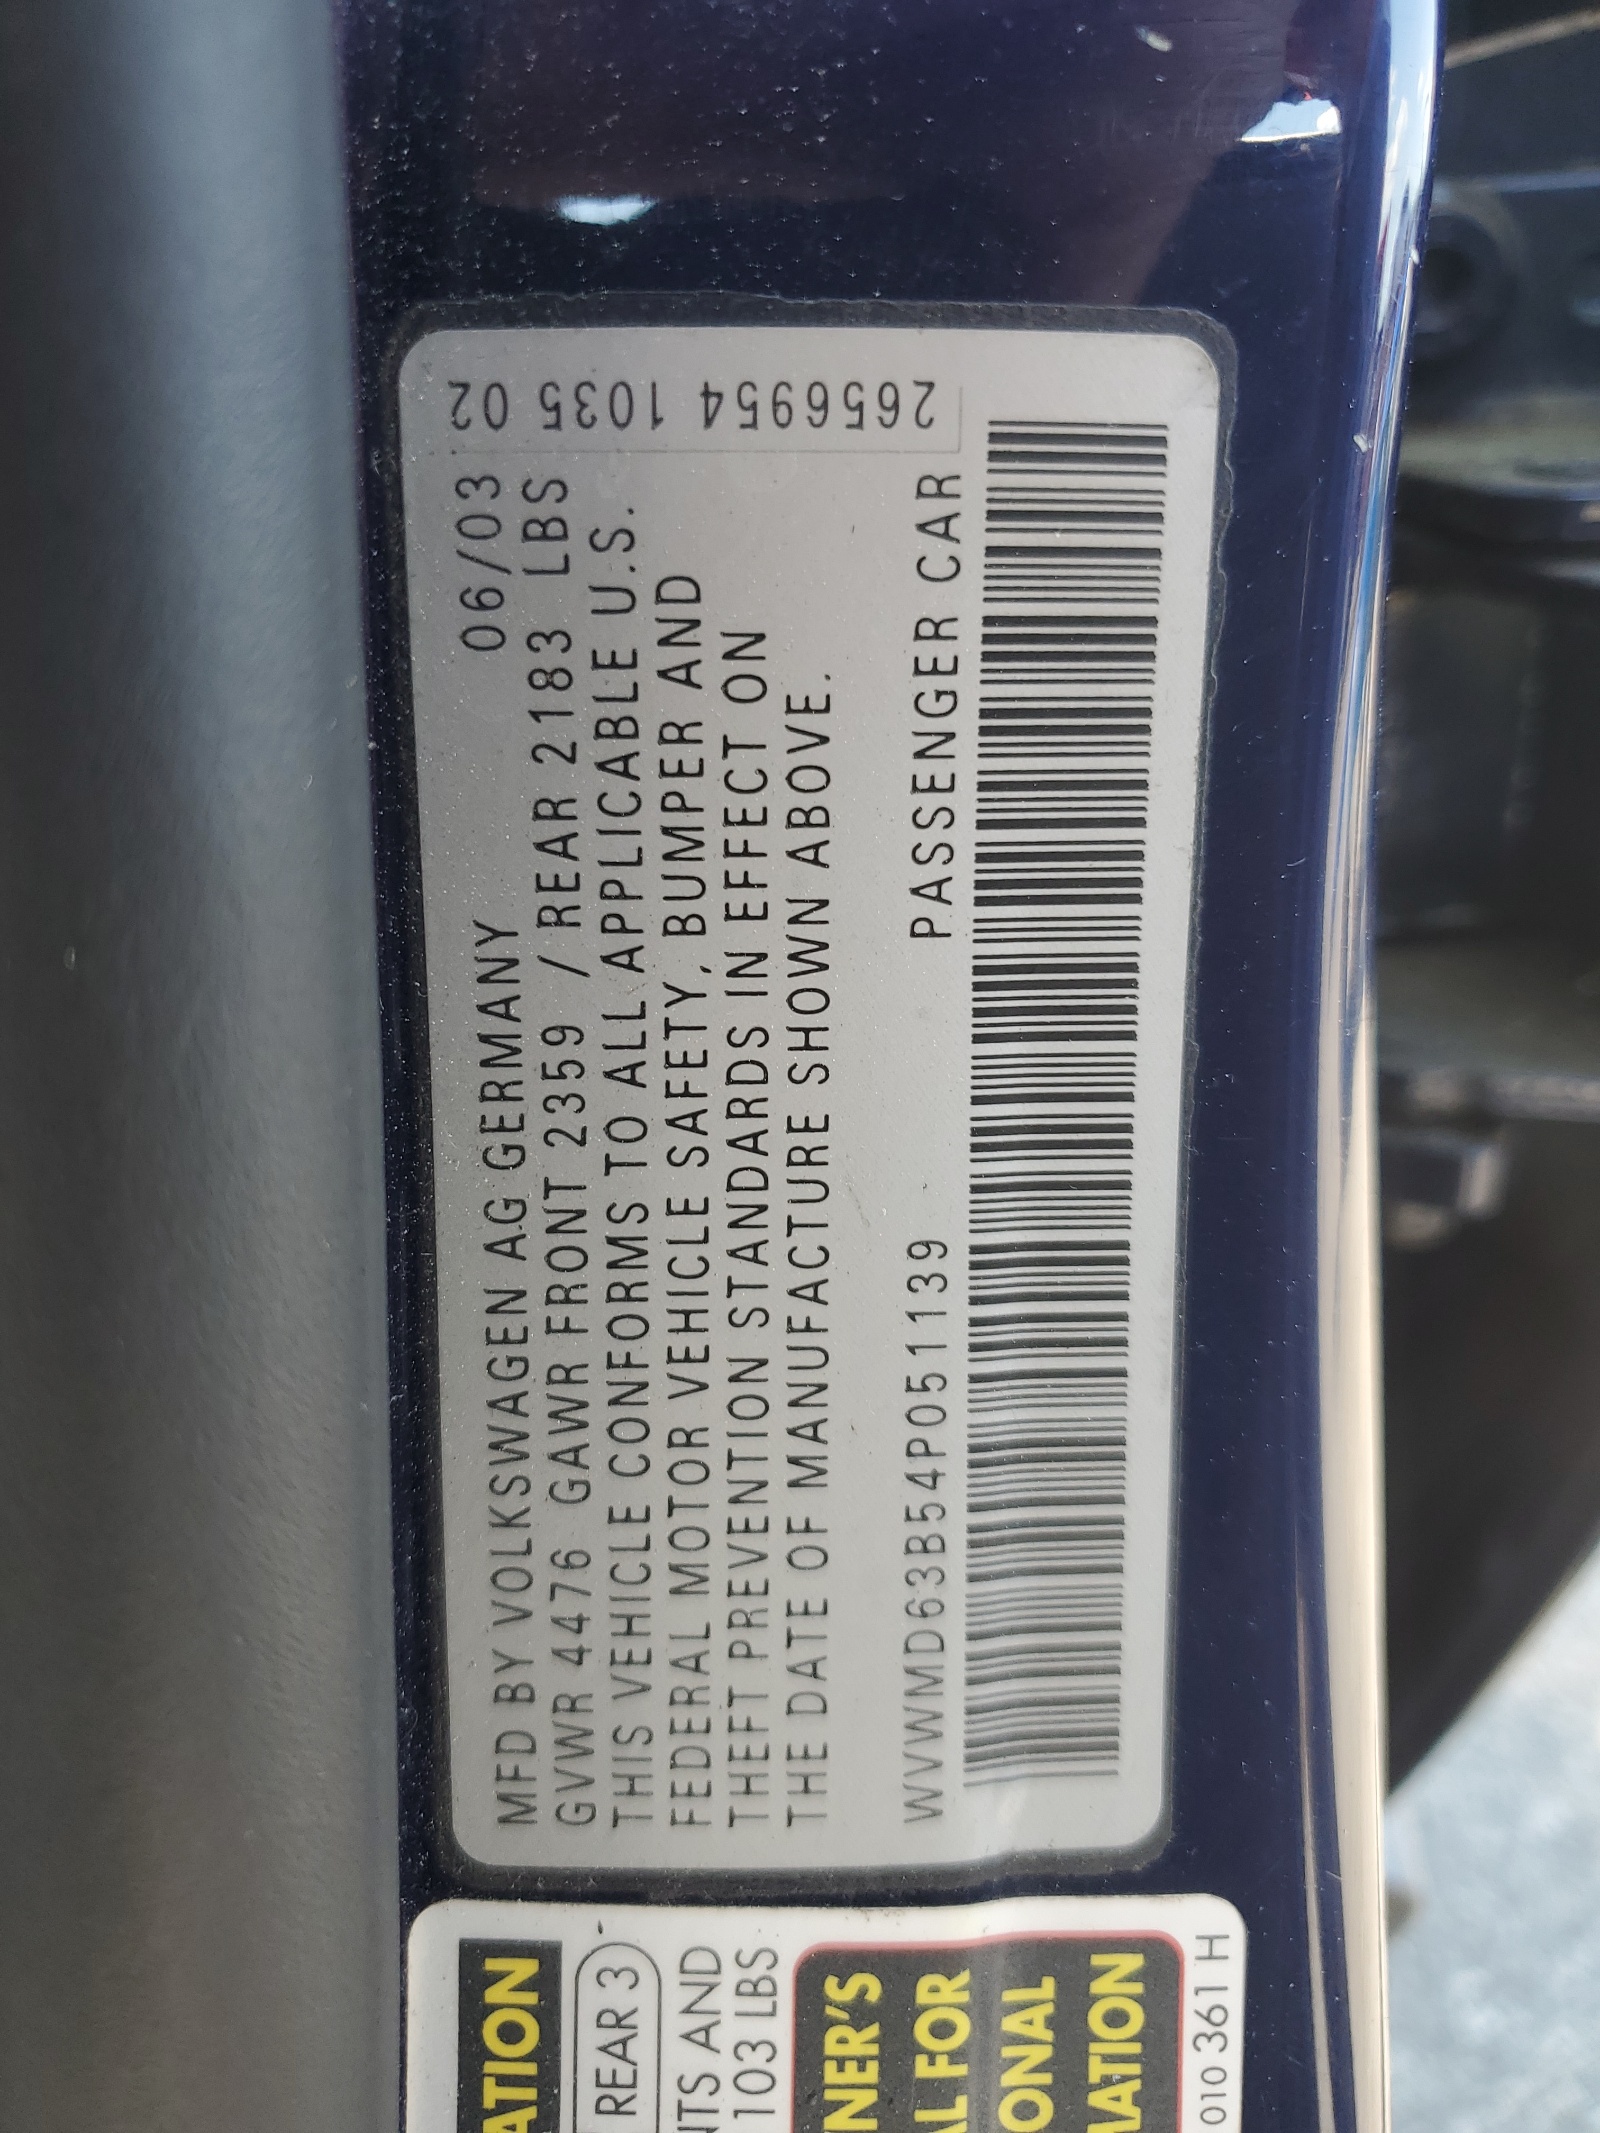 MFD BY VOLKSWAGEN AG GERMANY 06/03
GVWR 4476 GAWR FRONT 2359 / REAR 2183 LBS
THIS VEHICLE CONFORMS TO ALL APPLICABLE U.S.
FEDERAL MOTOR VEHICLE SAFETY, BUMPER AND
THEFT PREVENTION STANDARDS IN EFFECT ON
THE DATE OF MANUFACTURE SHOWN ABOVE.
WVWMD63B54P051139 PASSENGER CAR
2656954 1035 02
ATION
REAR 3
NTS AND
103 LBS
NER'S
AL FOR
ONAL
MATION
010 361 H